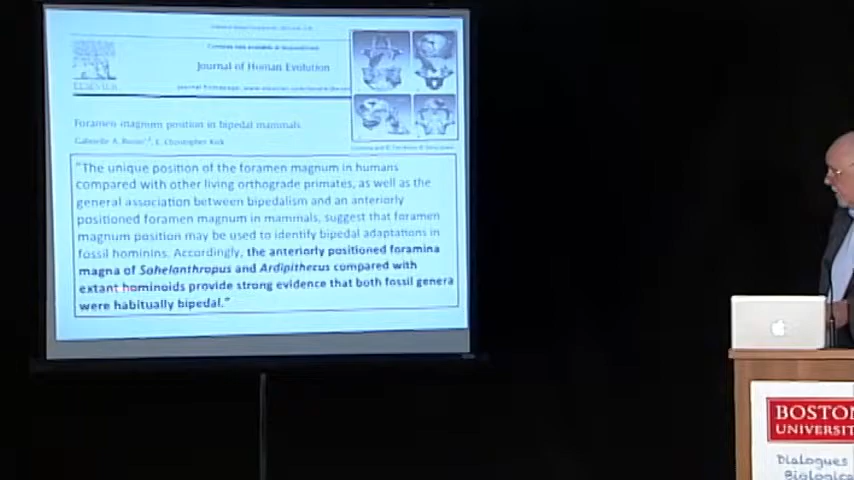 Journal of Human Evolution
ELSEVIER
Foramen magnum position in bipedal mammals
Gabrielle A. Russo, E. Christopher Kirk
"The unique position of the foramen magnum in humans
compared with other living orthograde primates, as well as the
general association between bipedalism and an anteriorly
positioned foramen magnum in mammals, suggest that foramen
magnum position may be used to identify bipedal adaptations in
fossil hominins. Accordingly, the anteriorly positioned foramina
magna of Sahelanthropus and Ardipithecus compared with
extant hominoids provide strong evidence that both fossil genera
were habitually bipedal."
BOSTON
UNIVERSIT
Dialogues
Biologica